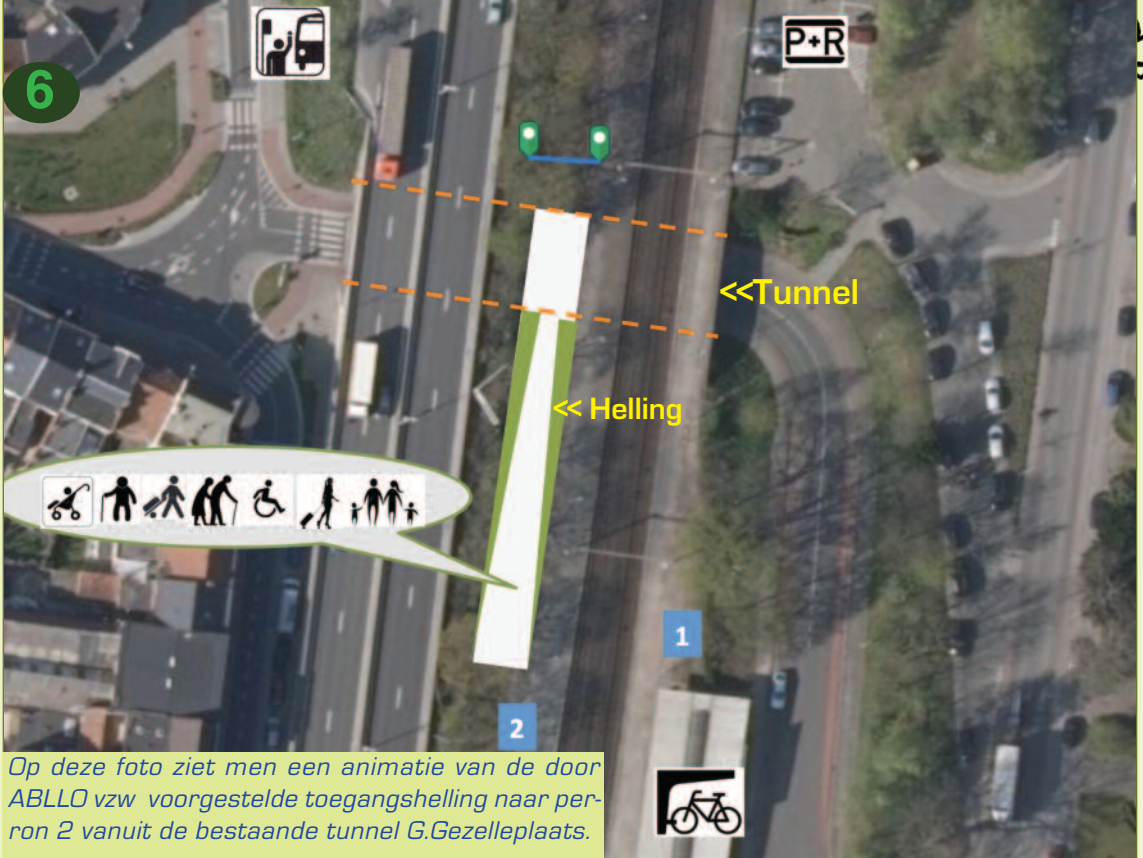 6
P+R
<<Tunnel
<< Helling
1
2
Op deze foto ziet men een animatie van de door
ABLLO vzw voorgestelde toegangshelling naar per-
ron 2 vanuit de bestaande tunnel G.Gezelleplaats.